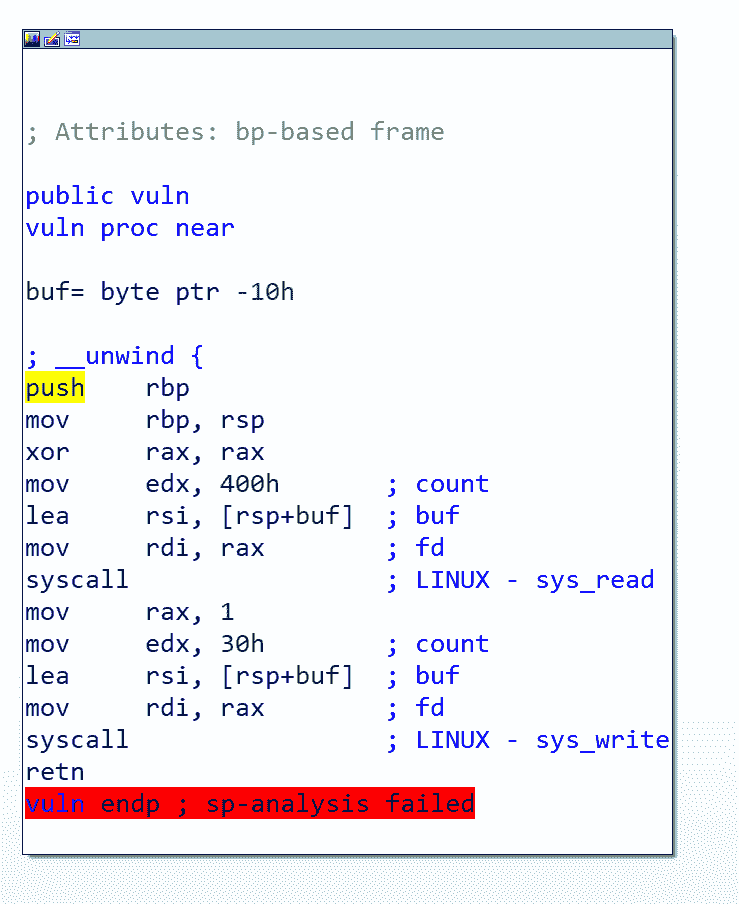 ; Attributes: bp-based frame
public vuln
vuln proc near
buf= byte ptr -10h
; __unwind {
push    rbp
mov     rbp, rsp
xor     rax, rax
mov     edx, 400h       ; count
lea     rsi, [rsp+buf]  ; buf
mov     rdi, rax        ; fd
syscall                 ; LINUX - sys_read
mov     rax, 1
mov     edx, 30h        ; count
lea     rsi, [rsp+buf]  ; buf
mov     rdi, rax        ; fd
syscall                 ; LINUX - sys_write
retn
vuln endp ; sp-analysis failed